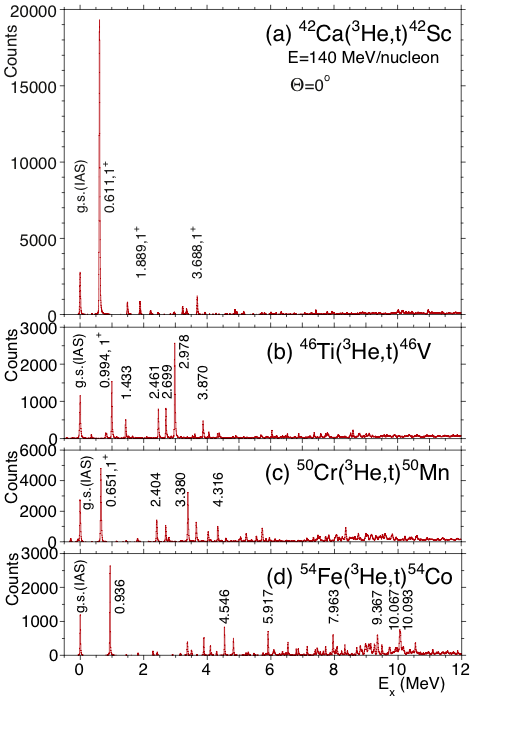 20000
15000
10000
5000
0
Counts
(a) ⁴²Ca(³He,t)⁴²Sc
E=140 MeV/nucleon
Θ=0°
g.s.(IAS)
0.611,1⁺
1.889,1⁺
3.688,1⁺
3000
2000
1000
0
Counts
(b) ⁴⁶Ti(³He,t)⁴⁶V
g.s.(IAS)
0.994, 1⁺
1.433
2.461
2.699
2.978
3.870
6000
4000
2000
0
Counts
(c) ⁵⁰Cr(³He,t)⁵⁰Mn
g.s.(IAS)
0.651,1⁺
2.404
3.380
4.316
3000
2000
1000
0
Counts
(d) ⁵⁴Fe(³He,t)⁵⁴Co
g.s.(IAS)
0.936
4.546
5.917
7.963
9.367
10.067
10.093
0 2 4 6 8 10 12
Eₓ (MeV)